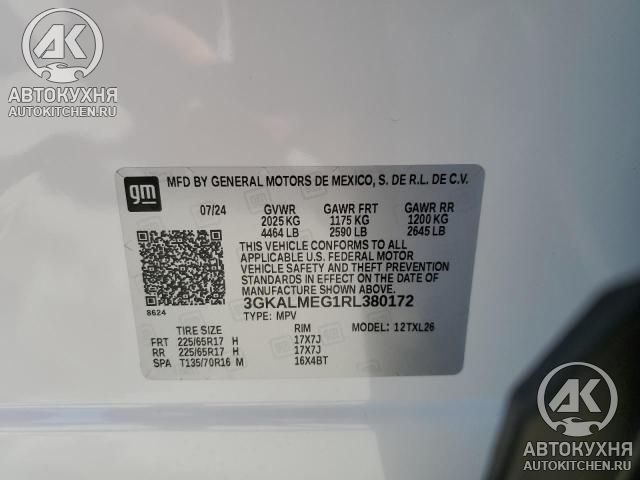 АК
АВТОКУХНЯ
AUTOKITCHEN.RU
gm
MFD BY GENERAL MOTORS DE MEXICO, S. DE R.L. DE C.V.
07/24 GVWR GAWR FRT GAWR RR
2025 KG 1175 KG 1200 KG
4464 LB 2590 LB 2645 LB
THIS VEHICLE CONFORMS TO ALL
APPLICABLE U.S. FEDERAL MOTOR
VEHICLE SAFETY AND THEFT PREVENTION
STANDARDS IN EFFECT ON THE DATE OF
MANUFACTURE SHOWN ABOVE.
8624
3GKALMEG1RL380172
TYPE: MPV MODEL: 12TXL26
TIRE SIZE RIM
FRT 225/65R17 H 17X7J
RR 225/65R17 H 17X7J
SPA T135/70R16 M 16X4BT
АК
АВТОКУХНЯ
AUTOKITCHEN.RU